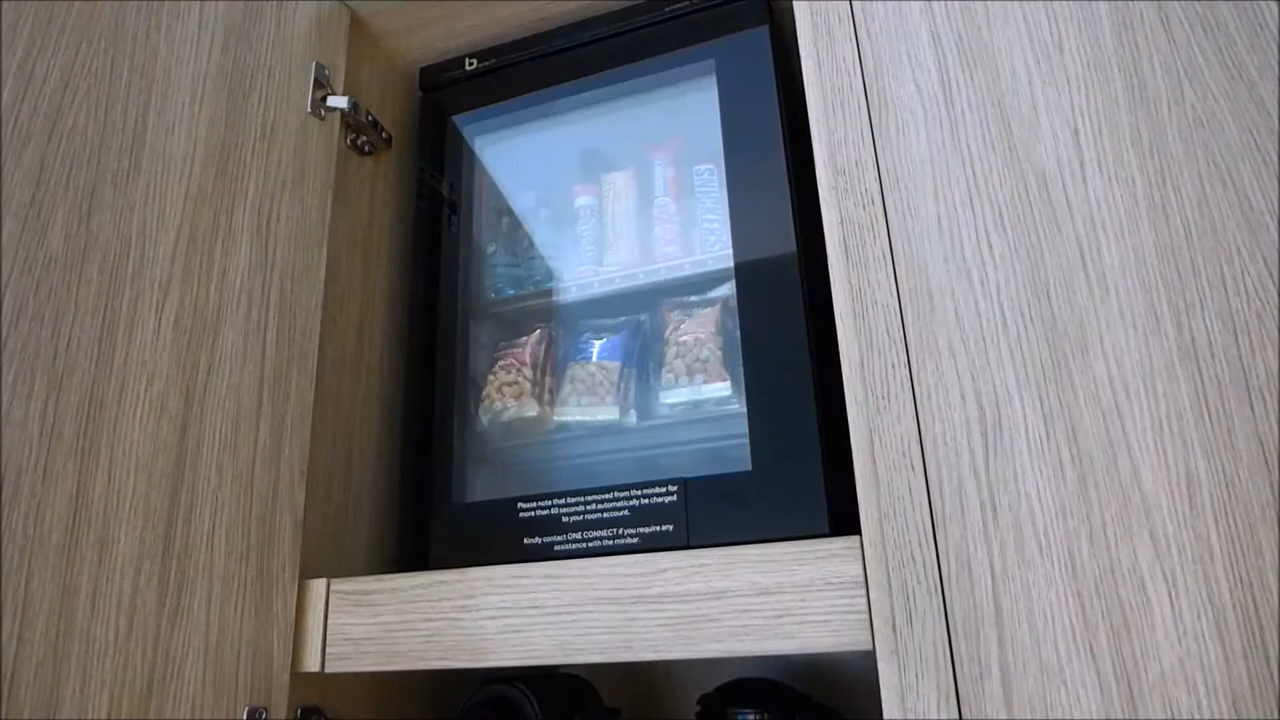 b
SNICKERS
Please note that items removed from the minibar for
more than 60 seconds will automatically be charged
to your room account.
Kindly contact ONE CONNECT if you require any
assistance with the minibar.